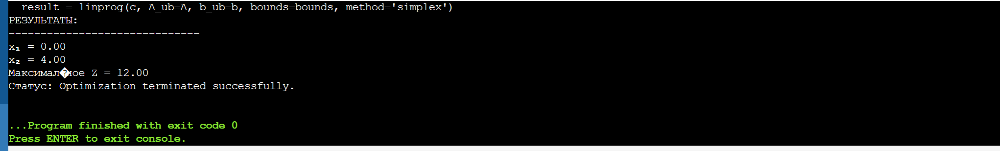 result = linprog(c, A_ub=A, b_ub=b, bounds=bounds, method='simplex')
РЕЗУЛЬТАТЫ:
------------------------------
x₁ = 0.00
x₂ = 4.00
Максимал�ное Z = 12.00
Статус: Optimization terminated successfully.
...Program finished with exit code 0
Press ENTER to exit console.